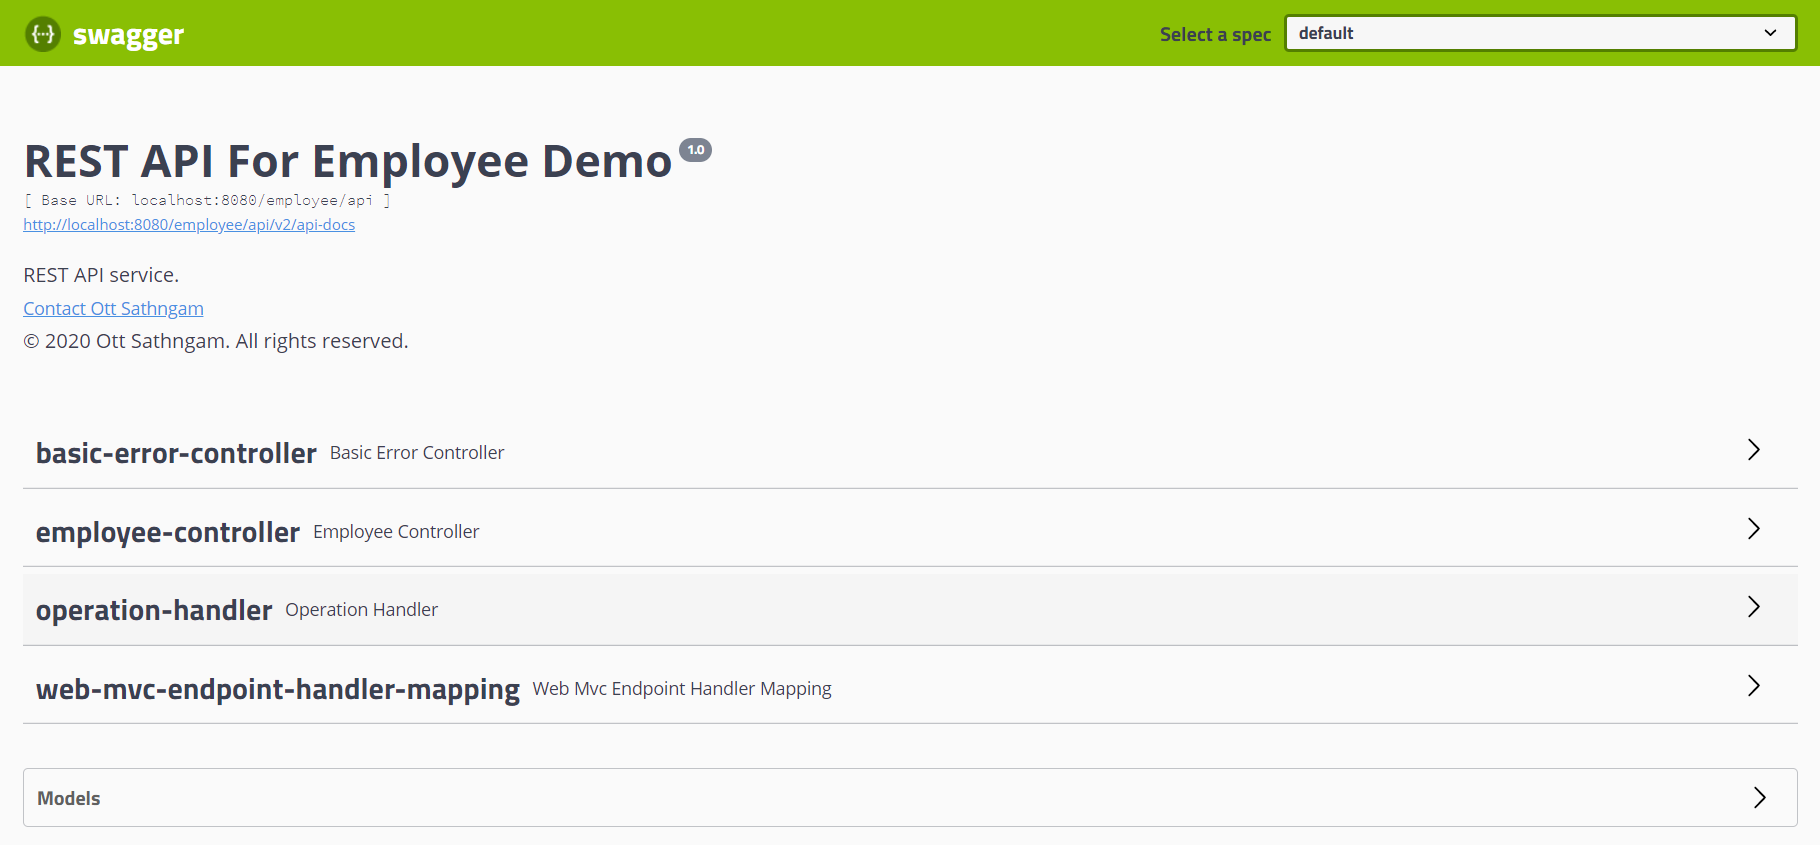 {···} swagger Select a spec default
REST API For Employee Demo 1.0
[ Base URL: localhost:8080/employee/api ]
http://localhost:8080/employee/api/v2/api-docs
REST API service.
Contact Ott Sathngam
© 2020 Ott Sathngam. All rights reserved.
basic-error-controller Basic Error Controller
employee-controller Employee Controller
operation-handler Operation Handler
web-mvc-endpoint-handler-mapping Web Mvc Endpoint Handler Mapping
Models